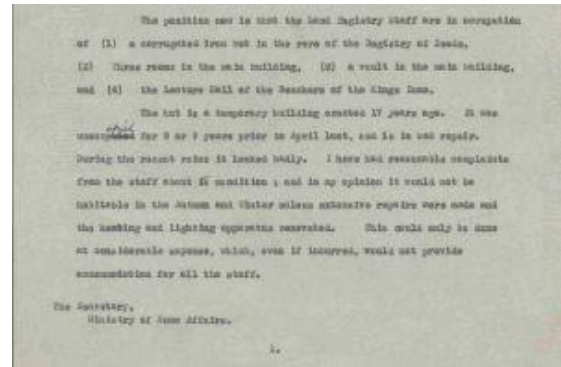 The position now is that the Land Registry Staff are in occupation
of (1) a corrugated iron hut in the rere of the Registry of Deeds,
(2) Three rooms in the main building, (3) a vault in the main building,
and (4) the Lecture Hall of the Benchers of the Kings Inns.
The hut is a temporary building erected 17 years ago. It was
unoccupied for 8 or 9 years prior to April last, and is in bad repair.
During the recent rains it leaked badly. I have had reasonable complaints
from the staff about its condition ; and in my opinion it would not be
habitable in the Autumn and Winter unless extensive repairs were made and
the heating and lighting apparatus renovated. This could only be done
at considerable expense, which, even if incurred, would not provide
accommodation for all the staff.
The Secretary,
Ministry of Home Affairs.
1.